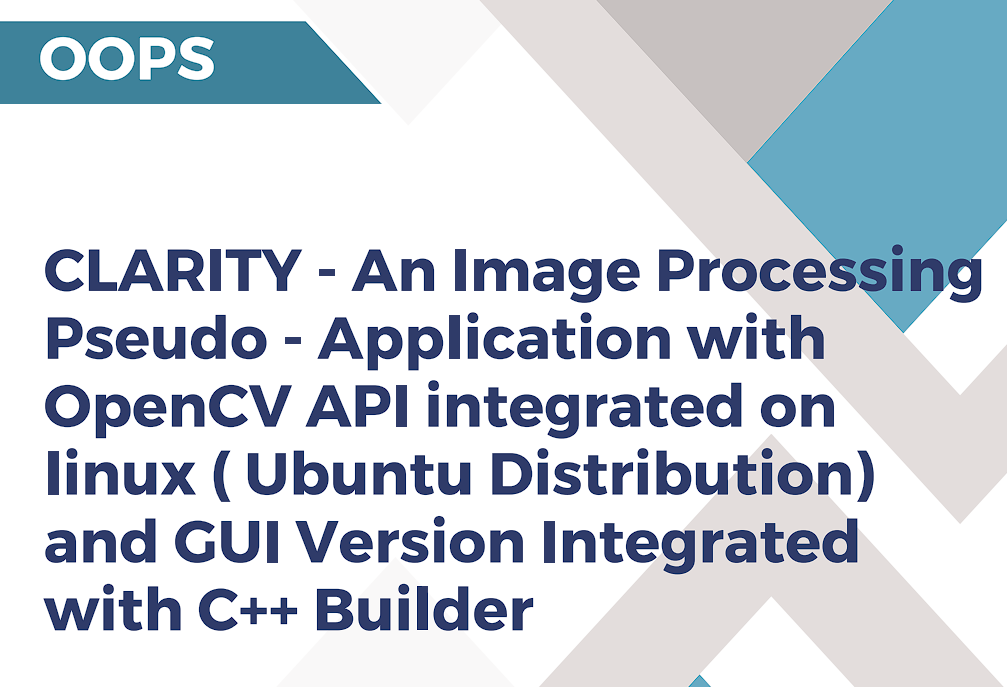 OOPS
CLARITY - An Image Processing
Pseudo - Application with
OpenCV API integrated on
linux ( Ubuntu Distribution)
and GUI Version Integrated
with C++ Builder